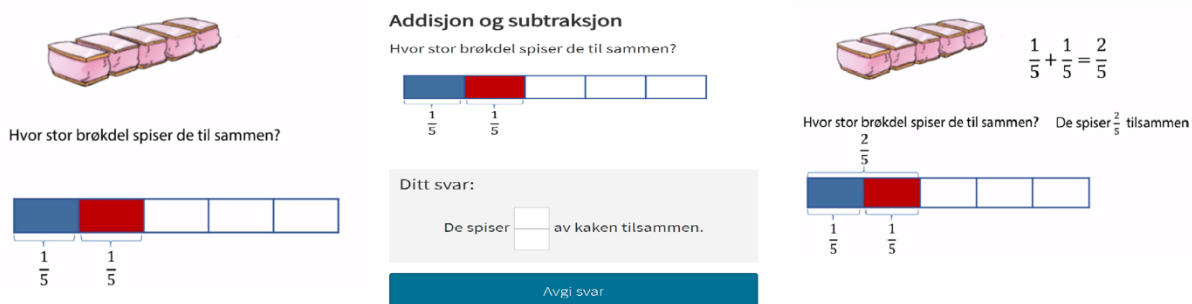 Hvor stor brøkdel spiser de til sammen?
1/5 1/5
Addisjon og subtraksjon
Hvor stor brøkdel spiser de til sammen?
1/5 1/5
Ditt svar:
De spiser av kaken tilsammen.
Avgi svar
1/5 + 1/5 = 2/5
Hvor stor brøkdel spiser de til sammen? De spiser 2/5 tilsammen
2/5
1/5 1/5